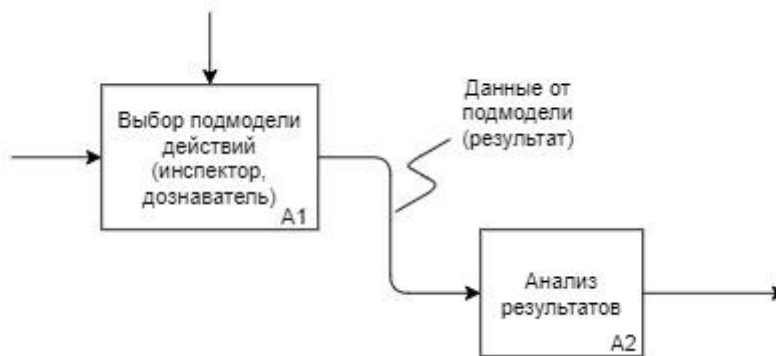 Выбор подмодели
действий
(инспектор,
дознаватель)
A1
Данные от
подмодели
(результат)
Анализ
результатов
A2